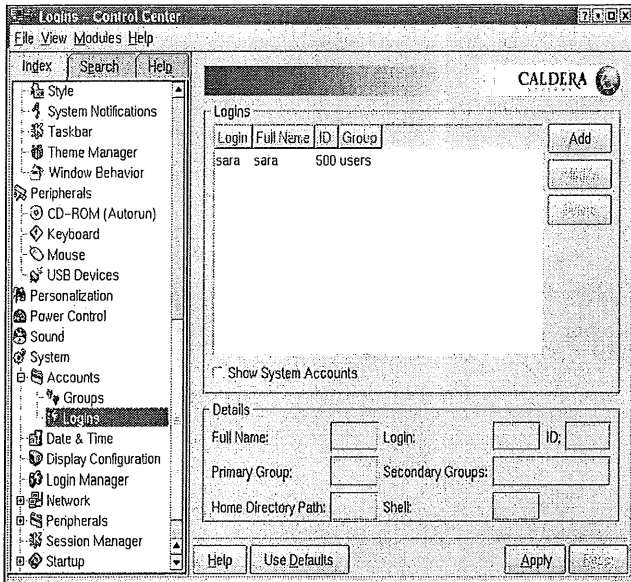 Logins - Control Center
File View Modules Help
Index Search Help
Style
System Notifications
Taskbar
Theme Manager
Window Behavior
Peripherals
CD-ROM (Autorun)
Keyboard
Mouse
USB Devices
Personalization
Power Control
Sound
System
Accounts
Groups
Logins
Date & Time
Display Configuration
Login Manager
Network
Peripherals
Session Manager
Startup
CALDERA
SYSTEMS
Logins
Login Full Name ID Group
sara sara 500 users
Add
Modify
Delete
Show System Accounts
Details
Full Name: Login: ID:
Primary Group: Secondary Groups:
Home Directory Path: Shell:
Help Use Defaults Apply Reset